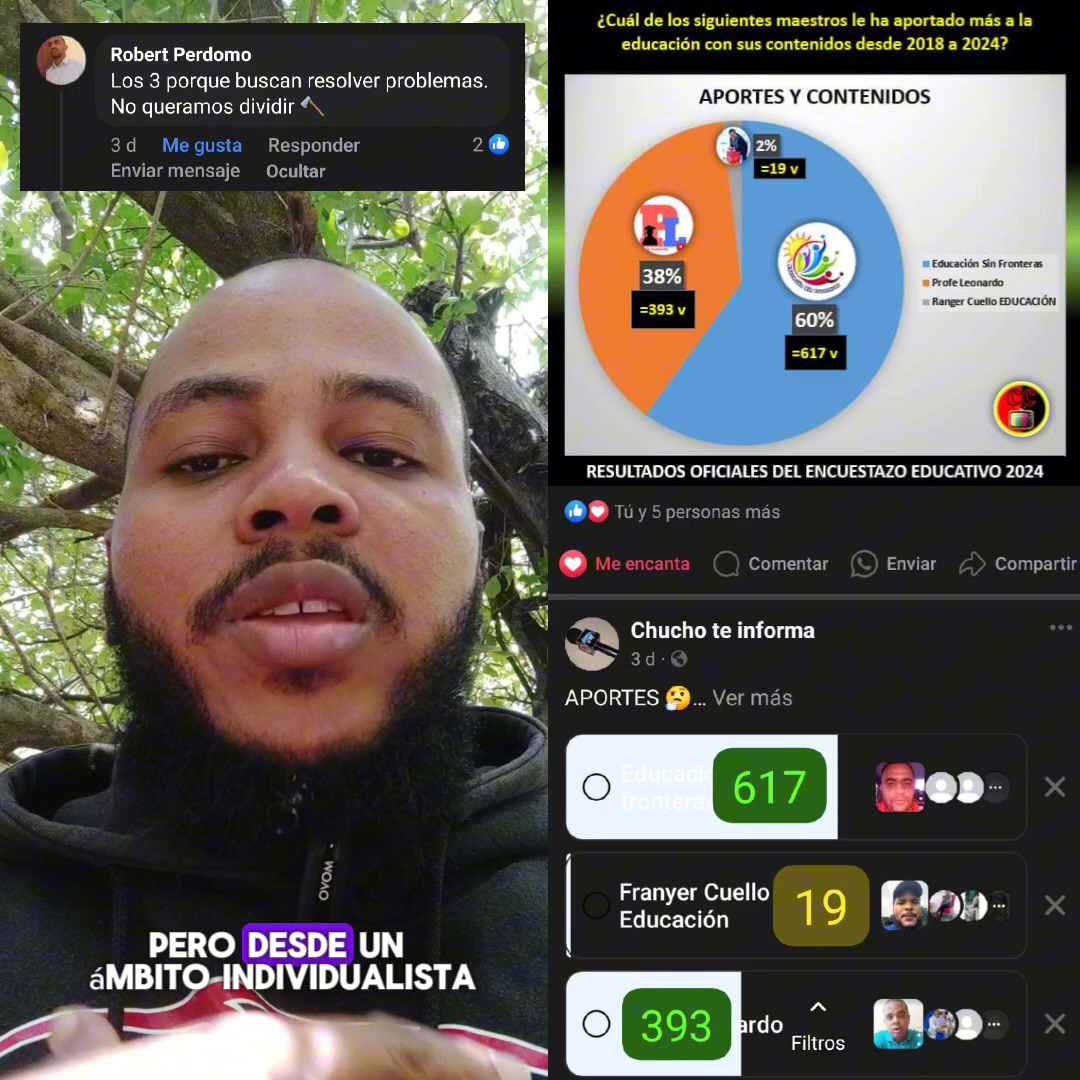 Robert Perdomo
Los 3 porque buscan resolver problemas.
No queramos dividir
3 d Me gusta Responder 2
Enviar mensaje Ocultar
PERO DESDE UN
áMBITO INDIVIDUALISTA
OVOM
¿Cuál de los siguientes maestros le ha aportado más a la
educación con sus contenidos desde 2018 a 2024?
APORTES Y CONTENIDOS
2%
=19 v
38%
=393 v
60%
=617 v
Educación Sin Fronteras
Profe Leonardo
Ranger Cuello EDUCACIÓN
RESULTADOS OFICIALES DEL ENCUESTAZO EDUCATIVO 2024
Tú y 5 personas más
Me encanta Comentar Enviar Compartir
Chucho te informa
3 d
APORTES ... Ver más
617
Franyer Cuello
Educación
19
393 ardo
Filtros